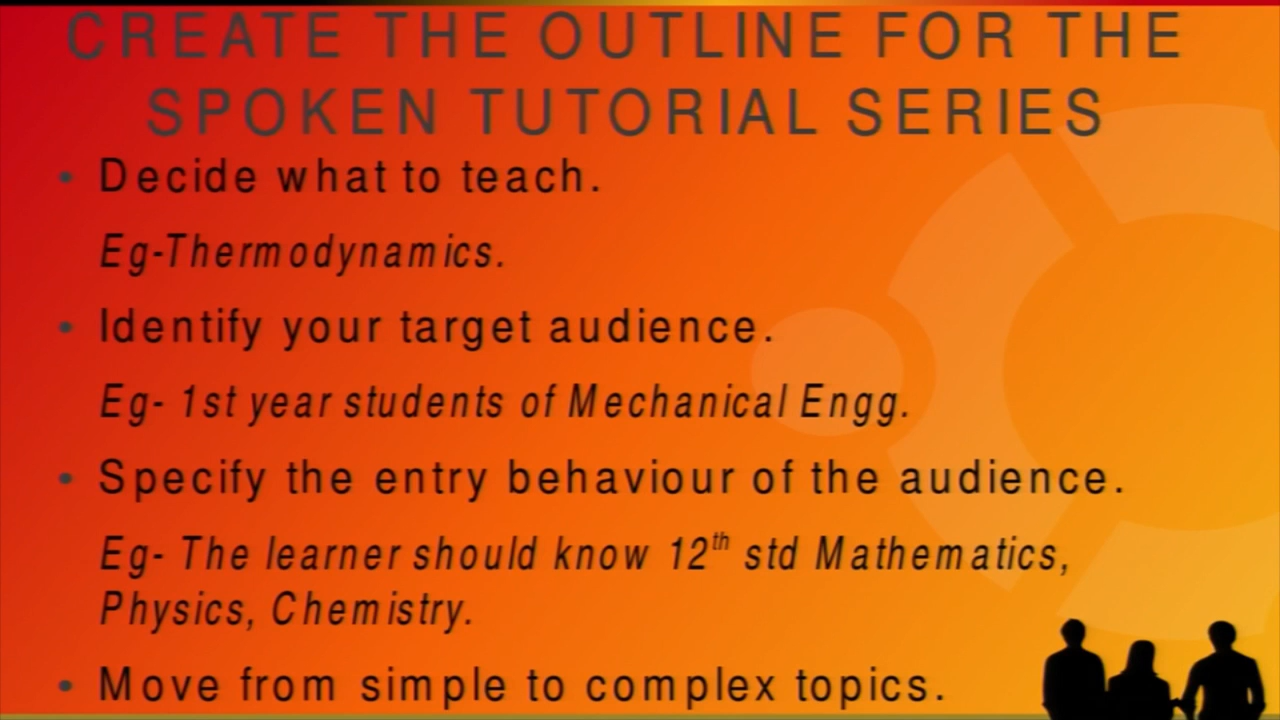 CREATE THE OUTLINE FOR THE
SPOKEN TUTORIAL SERIES
• Decide what to teach.
Eg-Thermodynamics.
• Identify your target audience.
Eg- 1st year students of Mechanical Engg.
• Specify the entry behaviour of the audience.
Eg- The learner should know 12th std Mathematics,
Physics, Chemistry.
• Move from simple to complex topics.